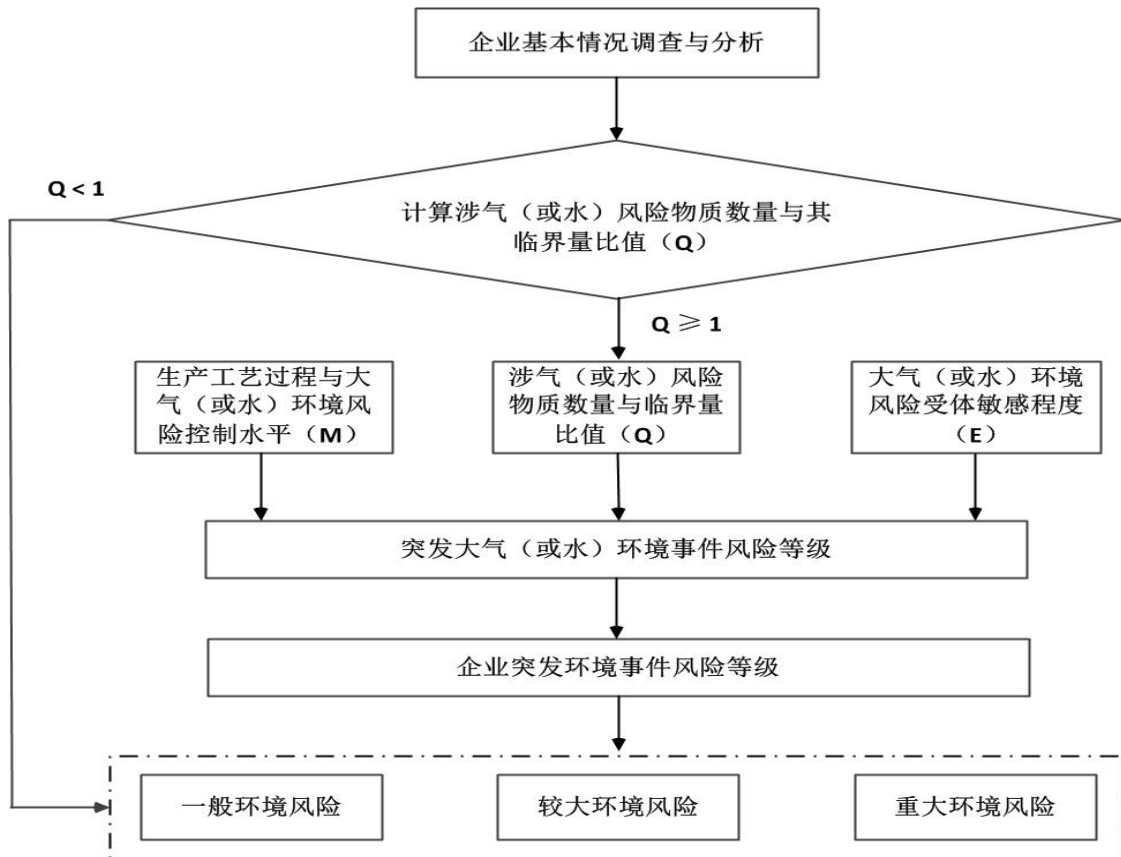 企业基本情况调查与分析
Q < 1
计算涉气（或水）风险物质数量与其
临界量比值（Q）
Q ≥ 1
生产工艺过程与大
气（或水）环境风
险控制水平（M）
涉气（或水）风险
物质数量与临界量
比值（Q）
大气（或水）环境
风险受体敏感程度
（E）
突发大气（或水）环境事件风险等级
企业突发环境事件风险等级
一般环境风险
较大环境风险
重大环境风险